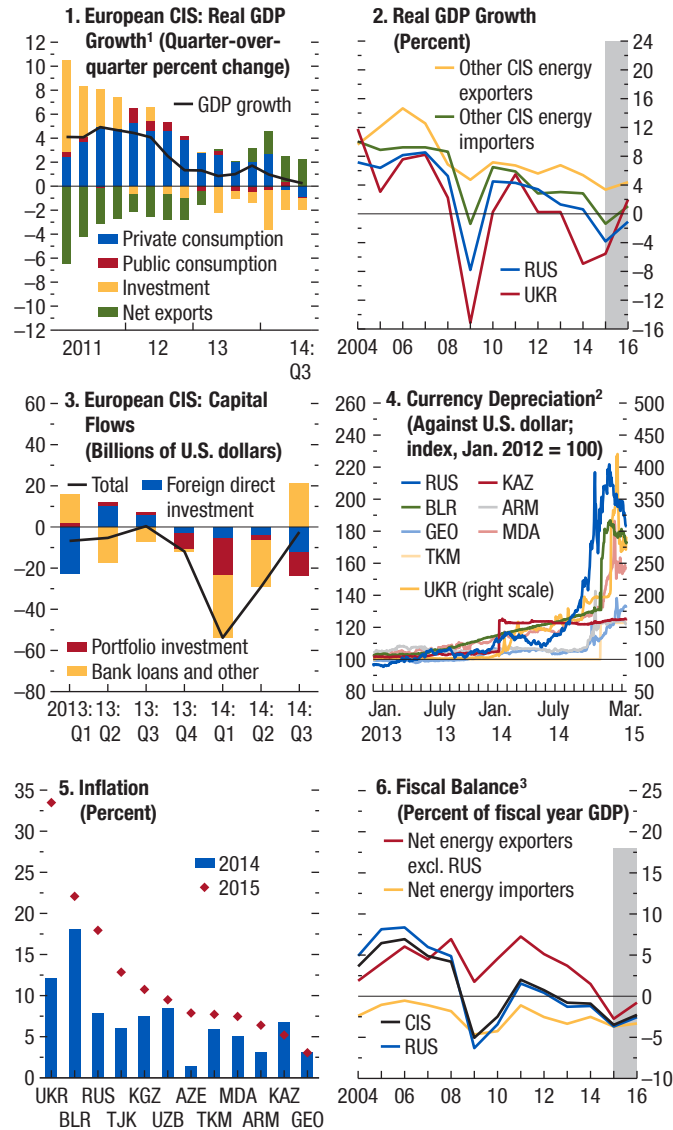 1. European CIS: Real GDP
Growth¹ (Quarter-over-
quarter percent change)
GDP growth
Private consumption
Public consumption
Investment
Net exports
12
10
8
6
4
2
0
−2
−4
−6
−8
−10
−12
2011
12
13
14:
Q3
2. Real GDP Growth
(Percent)
Other CIS energy
exporters
Other CIS energy
importers
RUS
UKR
24
20
16
12
8
4
0
−4
−8
−12
−16
2004 06 08 10 12 14 16
3. European CIS: Capital
Flows
(Billions of U.S. dollars)
Total
Foreign direct
investment
Portfolio investment
Bank loans and other
60
40
20
0
−20
−40
−60
−80
2013: 13: 13: 13: 14: 14: 14:
Q1 Q2 Q3 Q4 Q1 Q2 Q3
4. Currency Depreciation²
(Against U.S. dollar;
index, Jan. 2012 = 100)
RUS
KAZ
BLR
ARM
GEO
MDA
TKM
UKR (right scale)
260
240
220
200
180
160
140
120
100
80
500
450
400
350
300
250
200
150
100
50
Jan. July Jan. July Mar.
2013 13 14 14 15
5. Inflation
(Percent)
2014
2015
35
30
25
20
15
10
5
0
UKR RUS KGZ AZE MDA KAZ
BLR TJK UZB TKM ARM GEO
6. Fiscal Balance³
(Percent of fiscal year GDP)
Net energy exporters
excl. RUS
Net energy importers
CIS
RUS
25
20
15
10
5
0
−5
−10
2004 06 08 10 12 14 16